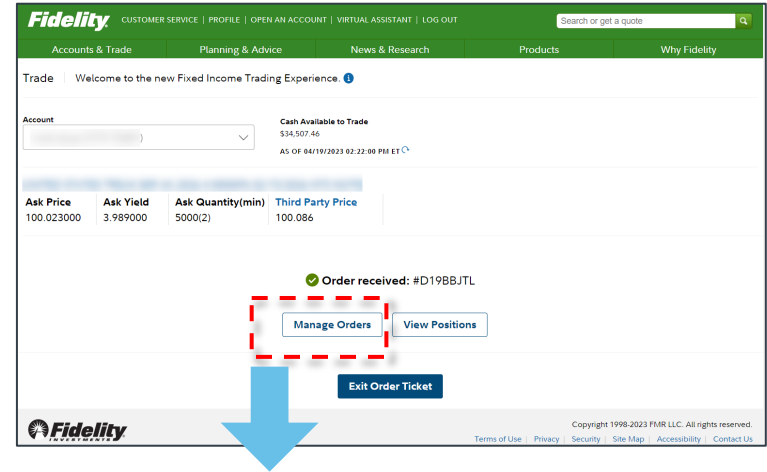 Fidelity CUSTOMER SERVICE | PROFILE | OPEN AN ACCOUNT | VIRTUAL ASSISTANT | LOG OUT Search or get a quote
Accounts & Trade Planning & Advice News & Research Products Why Fidelity
Trade Welcome to the new Fixed Income Trading Experience.
Account
Cash Available to Trade
$34,507.46
AS OF 04/19/2023 02:22:00 PM ET
Ask Price Ask Yield Ask Quantity(min) Third Party Price
100.023000 3.989000 5000(2) 100.086
Order received: #D19BBJTL
Manage Orders View Positions
Exit Order Ticket
Fidelity
INVESTMENTS
Copyright 1998-2023 FMR LLC. All rights reserved.
Terms of Use | Privacy | Security | Site Map | Accessibility | Contact Us